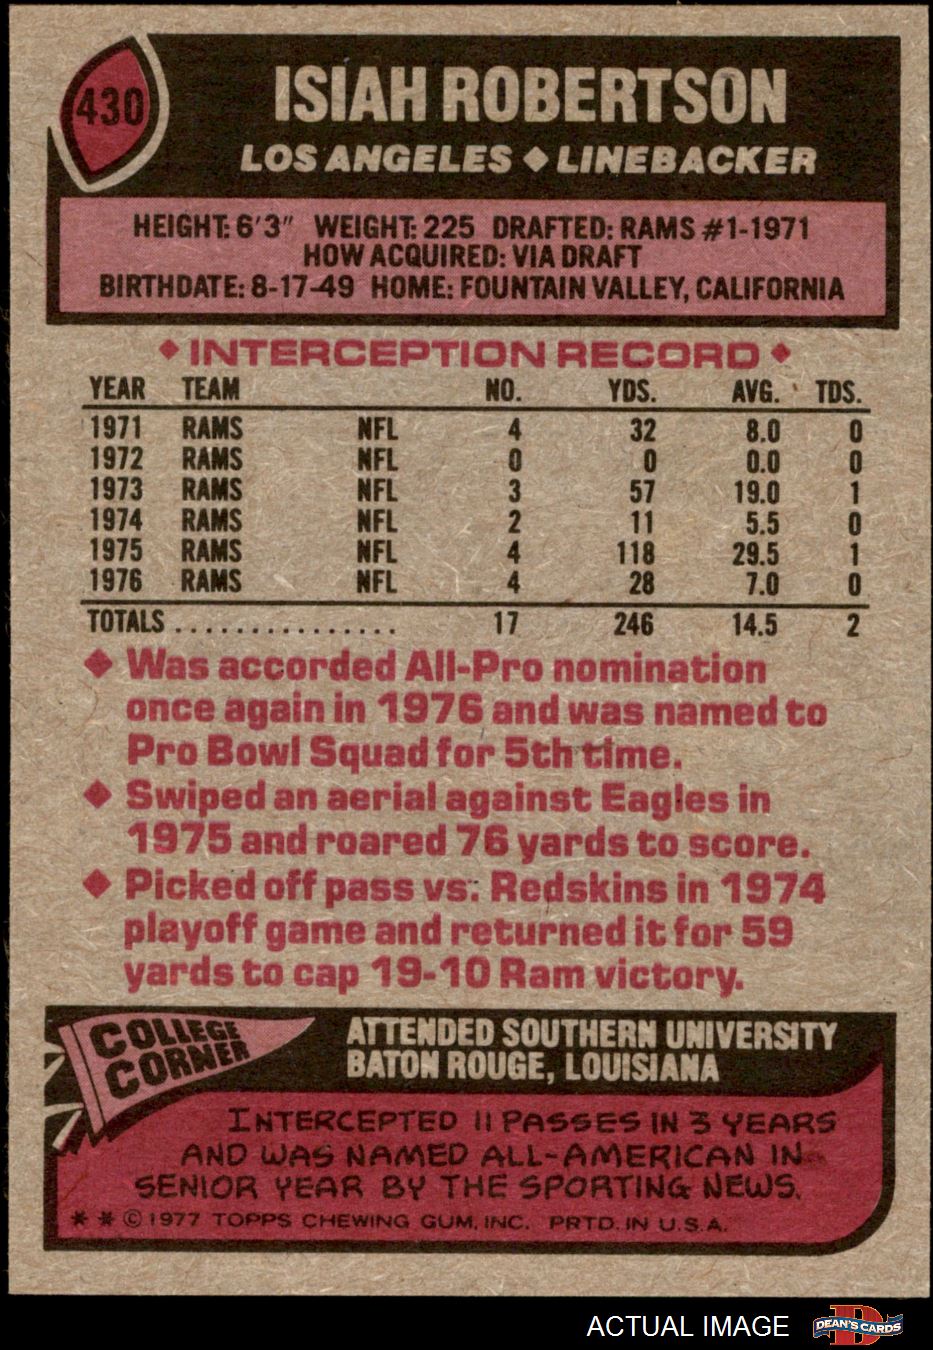 430
ISIAH ROBERTSON
LOS ANGELES ◆ LINEBACKER
HEIGHT: 6'3" WEIGHT: 225 DRAFTED: RAMS #1-1971
HOW ACQUIRED: VIA DRAFT
BIRTHDATE: 8-17-49 HOME: FOUNTAIN VALLEY, CALIFORNIA
◆ INTERCEPTION RECORD ◆
YEAR TEAM NO. YDS. AVG. TDS.
1971 RAMS NFL 4 32 8.0 0
1972 RAMS NFL 0 0 0.0 0
1973 RAMS NFL 3 57 19.0 1
1974 RAMS NFL 2 11 5.5 0
1975 RAMS NFL 4 118 29.5 1
1976 RAMS NFL 4 28 7.0 0
TOTALS ............... 17 246 14.5 2
◆ Was accorded All-Pro nomination
once again in 1976 and was named to
Pro Bowl Squad for 5th time.
◆ Swiped an aerial against Eagles in
1975 and roared 76 yards to score.
◆ Picked off pass vs. Redskins in 1974
playoff game and returned it for 59
yards to cap 19-10 Ram victory.
COLLEGE
CORNER
ATTENDED SOUTHERN UNIVERSITY
BATON ROUGE, LOUISIANA
INTERCEPTED 11 PASSES IN 3 YEARS
AND WAS NAMED ALL-AMERICAN IN
SENIOR YEAR BY THE SPORTING NEWS.
* * © 1977 TOPPS CHEWING GUM, INC. PRTD. IN U.S.A.
ACTUAL IMAGE
DEAN'S CARDS